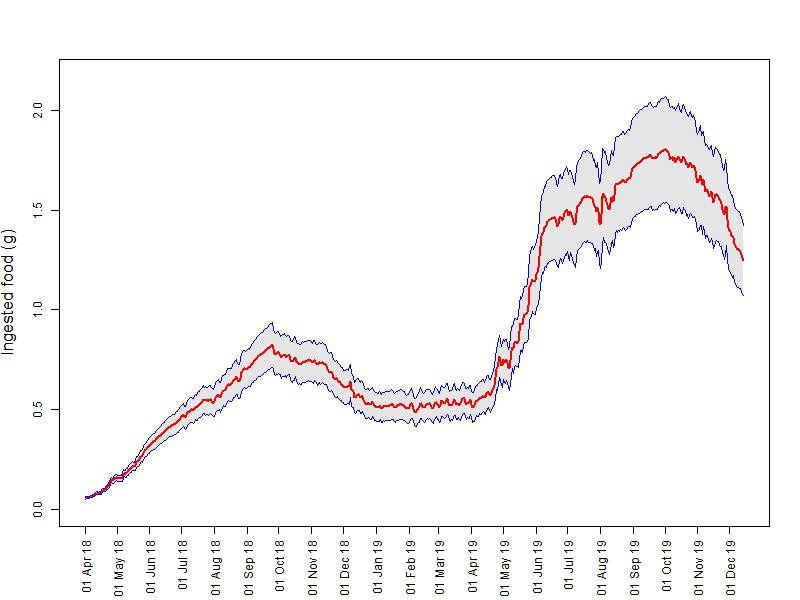 Ingested food (g)
2.0
1.5
1.0
0.5
0.0
01 Apr 18
01 May 18
01 Jun 18
01 Jul 18
01 Aug 18
01 Sep 18
01 Oct 18
01 Nov 18
01 Dec 18
01 Jan 19
01 Feb 19
01 Mar 19
01 Apr 19
01 May 19
01 Jun 19
01 Jul 19
01 Aug 19
01 Sep 19
01 Oct 19
01 Nov 19
01 Dec 19